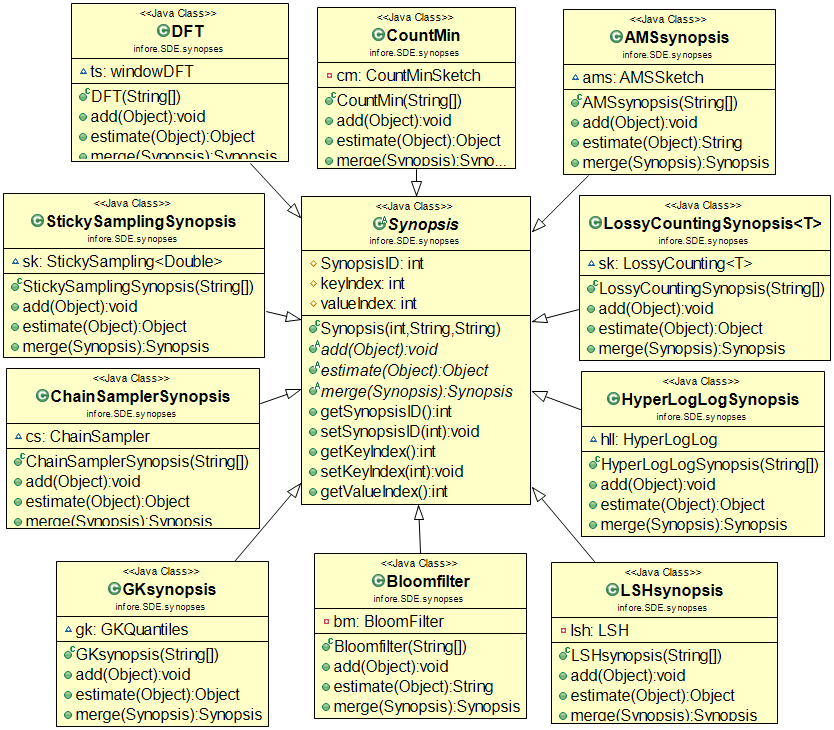 <<Java Class>>
DFT
infore.SDE.synopses
ts: windowDFT
DFT(String[])
add(Object):void
estimate(Object):Object
merge(Synopsis):Synopsis
<<Java Class>>
CountMin
infore.SDE.synopses
cm: CountMinSketch
CountMin(String[])
add(Object):void
estimate(Object):Object
merge(Synopsis):Syno...
<<Java Class>>
AMSsynopsis
infore.SDE.synopses
ams: AMSSketch
AMSsynopsis(String[])
add(Object):void
estimate(Object):String
merge(Synopsis):Synopsis
<<Java Class>>
StickySamplingSynopsis
infore.SDE.synopses
sk: StickySampling<Double>
StickySamplingSynopsis(String[])
add(Object):void
estimate(Object):Object
merge(Synopsis):Synopsis
<<Java Class>>
Synopsis
infore.SDE.synopses
SynopsisID: int
keyIndex: int
valueIndex: int
Synopsis(int,String,String)
add(Object):void
estimate(Object):Object
merge(Synopsis):Synopsis
getSynopsisID():int
setSynopsisID(int):void
getKeyIndex():int
setKeyIndex(int):void
getValueIndex():int
<<Java Class>>
LossyCountingSynopsis<T>
infore.SDE.synopses
sk: LossyCounting<T>
LossyCountingSynopsis(String[])
add(Object):void
estimate(Object):Object
merge(Synopsis):Synopsis
<<Java Class>>
ChainSamplerSynopsis
infore.SDE.synopses
cs: ChainSampler
ChainSamplerSynopsis(String[])
add(Object):void
estimate(Object):Object
merge(Synopsis):Synopsis
<<Java Class>>
HyperLogLogSynopsis
infore.SDE.synopses
hll: HyperLogLog
HyperLogLogSynopsis(String[])
add(Object):void
estimate(Object):Object
merge(Synopsis):Synopsis
<<Java Class>>
GKsynopsis
infore.SDE.synopses
gk: GKQuantiles
GKsynopsis(String[])
add(Object):void
estimate(Object):Object
merge(Synopsis):Synopsis
<<Java Class>>
Bloomfilter
infore.SDE.synopses
bm: BloomFilter
Bloomfilter(String[])
add(Object):void
estimate(Object):String
merge(Synopsis):Synopsis
<<Java Class>>
LSHsynopsis
infore.SDE.synopses
lsh: LSH
LSHsynopsis(String[])
add(Object):void
estimate(Object):Object
merge(Synopsis):Synopsis